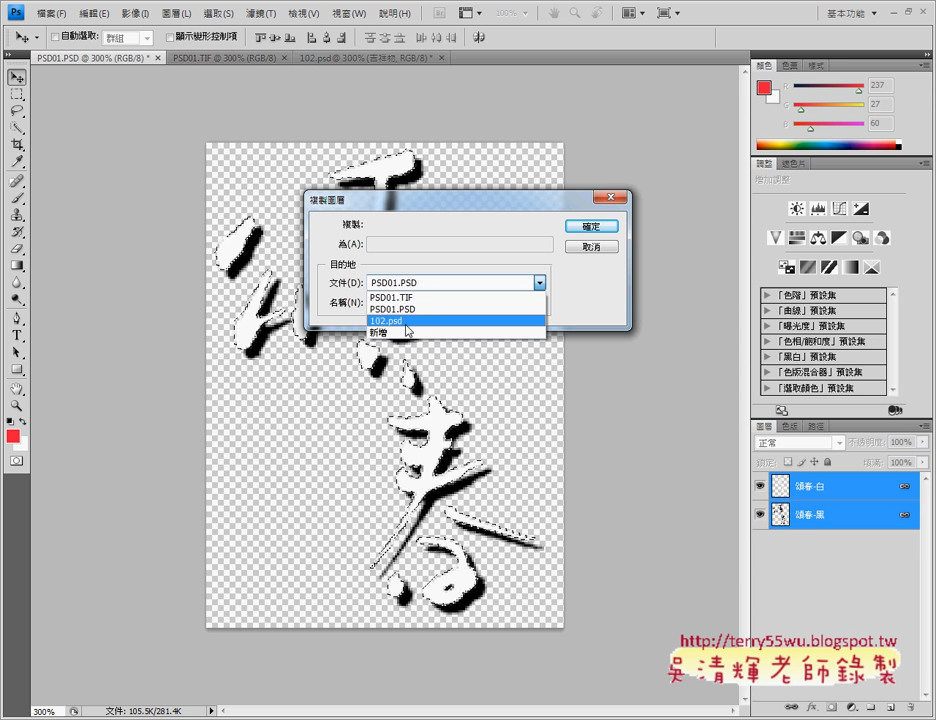 Ps 檔案(F) 編輯(E) 影像(I) 圖層(L) 選取(S) 濾鏡(T) 檢視(V) 視窗(W) 說明(H) 100% 基本功能
自動選取: 群組 顯示變形控制項
PSD01.PSD @ 300% (RGB/8) * PSD01.TIF @ 300% (RGB/8) 102.psd @ 300% (吉祥物, RGB/8) *
顏色 色票 樣式
R 237
G 27
B 60
調整 遮色片
增加調整
「色階」預設集
「曲線」預設集
「曝光度」預設集
「色相/飽和度」預設集
「黑白」預設集
「色版混合器」預設集
「選取顏色」預設集
圖層 色版 路徑
正常 不透明度: 100%
鎖定: 填滿: 100%
頌春-白
頌春-黑
複製圖層
複製:
為(A):
目的地
文件(D): PSD01.PSD
名稱(N):
確定
取消
PSD01.TIF
PSD01.PSD
102.psd
新增
春
http://terry55wu.blogspot.tw
吳清輝老師錄製
300% 文件: 105.5K/281.4K